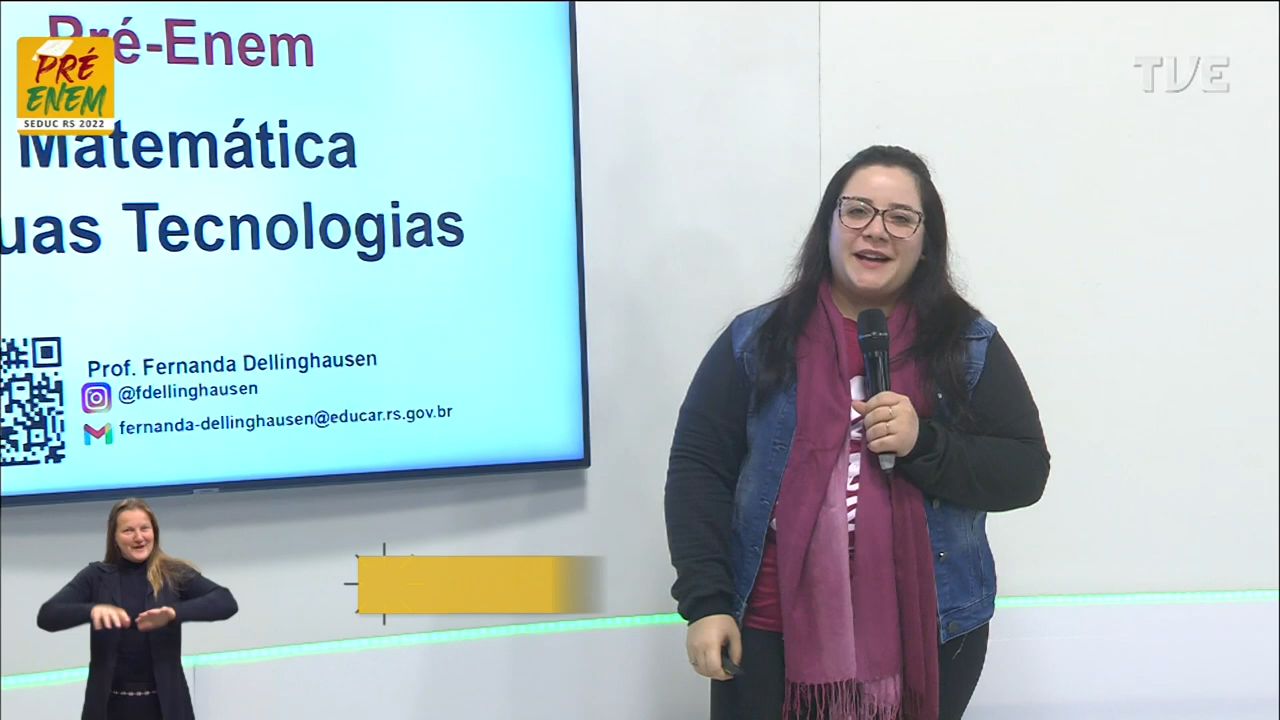 Pré-Enem
PRÉ
ENEM
SEDUC RS 2022
Matemática
uas Tecnologias
Prof. Fernanda Dellinghausen
@fdellinghausen
fernanda-dellinghausen@educar.rs.gov.br
TVE